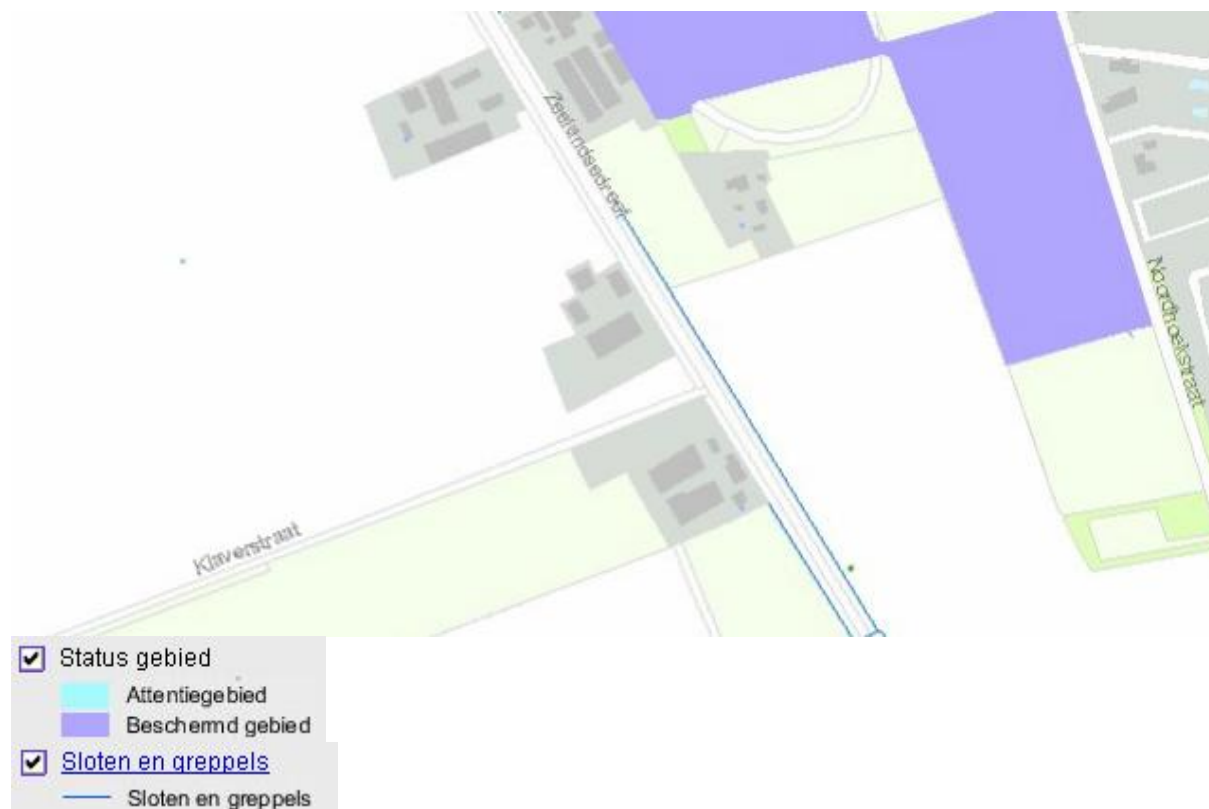 Zeelandsedreef
Noordhoekstraat
Klaverstraat
Status gebied
Attentiegebied
Beschermd gebied
Sloten en greppels
Sloten en greppels